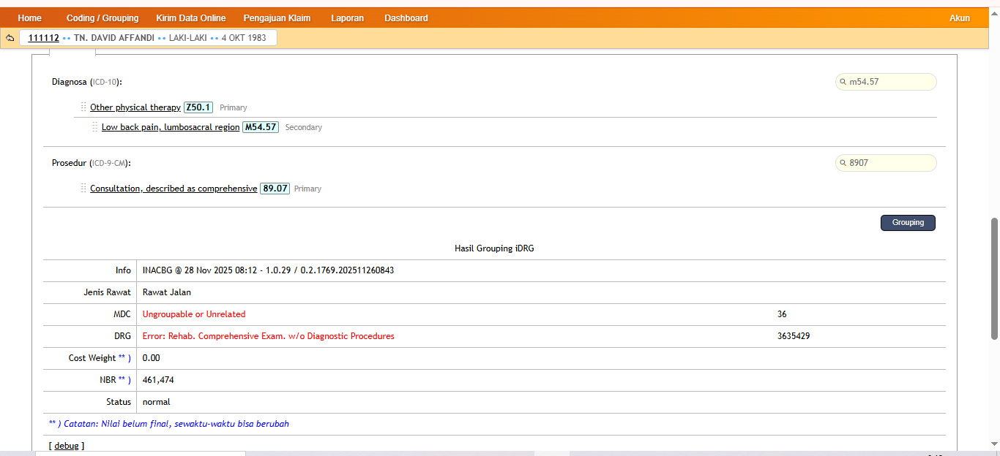 Home Coding / Grouping Kirim Data Online Pengajuan Klaim Laporan Dashboard Akun
111112 •• TN. DAVID AFFANDI •• LAKI-LAKI •• 4 OKT 1983
Diagnosa (ICD-10): m54.57
Other physical therapy Z50.1 Primary
Low back pain, lumbosacral region M54.57 Secondary
Prosedur (ICD-9-CM): 8907
Consultation, described as comprehensive 89.07 Primary
Grouping
Hasil Grouping iDRG
Info INACBG @ 28 Nov 2025 08:12 - 1.0.29 / 0.2.1769.202511260843
Jenis Rawat Rawat Jalan
MDC Ungroupable or Unrelated 36
DRG Error: Rehab. Comprehensive Exam. w/o Diagnostic Procedures 3635429
Cost Weight ** ) 0.00
NBR ** ) 461,474
Status normal
** ) Catatan: Nilai belum final, sewaktu-waktu bisa berubah
[ debug ]